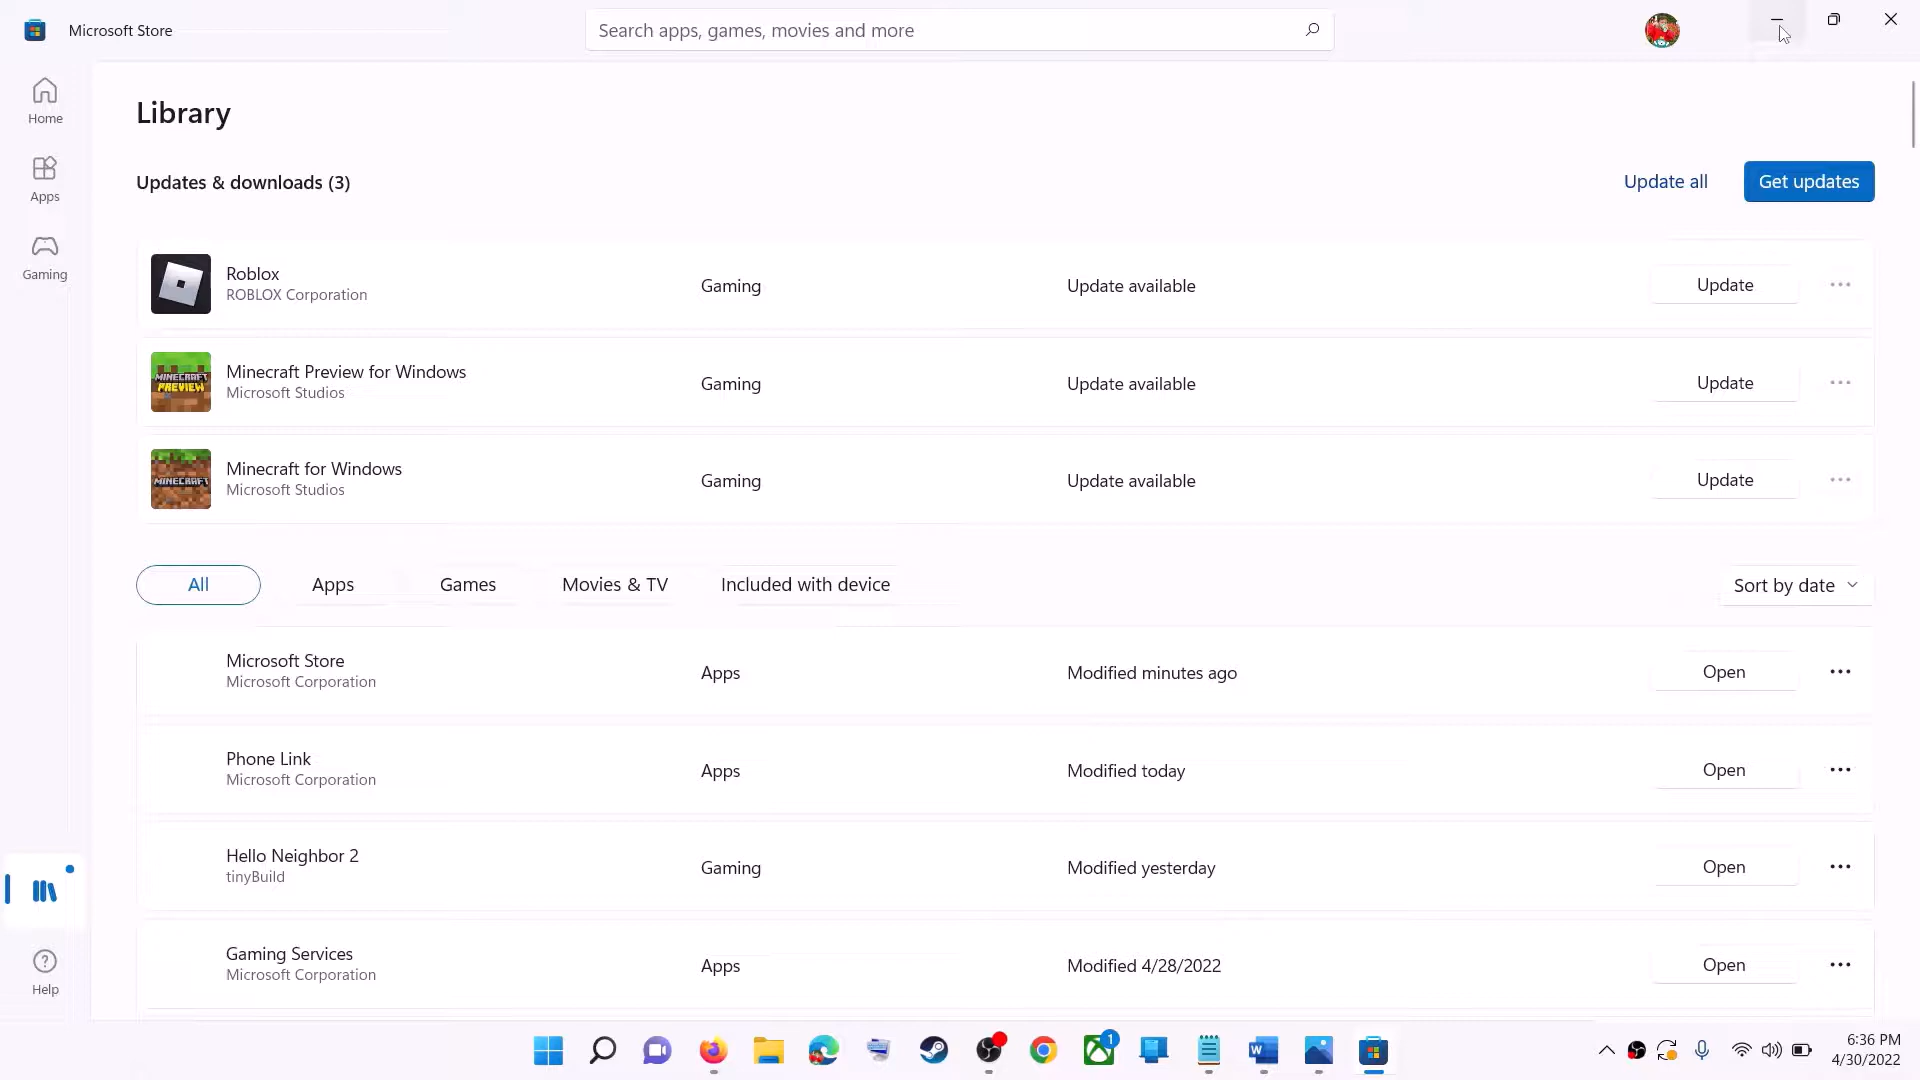 Microsoft Store
Search apps, games, movies and more
Home
Apps
Gaming
Help
Library
Updates & downloads (3)
Update all
Get updates
Roblox
ROBLOX Corporation
Gaming
Update available
Update
MINECRAFT
PREVIEW
Minecraft Preview for Windows
Microsoft Studios
Gaming
Update available
Update
MINECRAFT
Minecraft for Windows
Microsoft Studios
Gaming
Update available
Update
All
Apps
Games
Movies & TV
Included with device
Sort by date
Microsoft Store
Microsoft Corporation
Apps
Modified minutes ago
Open
Phone Link
Microsoft Corporation
Apps
Modified today
Open
Hello Neighbor 2
tinyBuild
Gaming
Modified yesterday
Open
Gaming Services
Microsoft Corporation
Apps
Modified 4/28/2022
Open
1
W
6:36 PM
4/30/2022